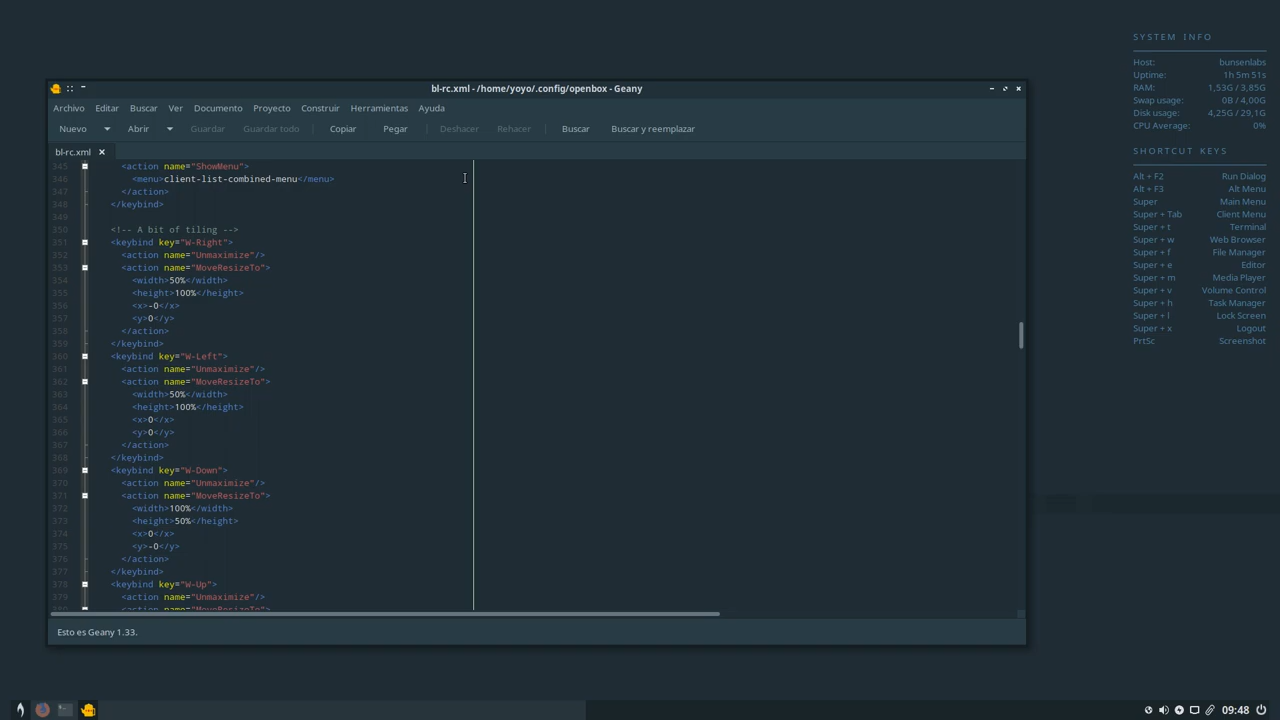 bl-rc.xml - /home/yoyo/.config/openbox - Geany
Archivo Editar Buscar Ver Documento Proyecto Construir Herramientas Ayuda
Nuevo Abrir Guardar Guardar todo Copiar Pegar Deshacer Rehacer Buscar Buscar y reemplazar
bl-rc.xml
345 <action name="ShowMenu">
346 <menu>client-list-combined-menu</menu>
347 </action>
348 </keybind>
349
350 <!-- A bit of tiling -->
351 <keybind key="W-Right">
352 <action name="Unmaximize"/>
353 <action name="MoveResizeTo">
354 <width>50%</width>
355 <height>100%</height>
356 <x>-0</x>
357 <y>0</y>
358 </action>
359 </keybind>
360 <keybind key="W-Left">
361 <action name="Unmaximize"/>
362 <action name="MoveResizeTo">
363 <width>50%</width>
364 <height>100%</height>
365 <x>0</x>
366 <y>0</y>
367 </action>
368 </keybind>
369 <keybind key="W-Down">
370 <action name="Unmaximize"/>
371 <action name="MoveResizeTo">
372 <width>100%</width>
373 <height>50%</height>
374 <x>0</x>
375 <y>-0</y>
376 </action>
377 </keybind>
378 <keybind key="W-Up">
379 <action name="Unmaximize"/>
380 <action name="MoveResizeTo">
Esto es Geany 1.33.
SYSTEM INFO
Host: bunsenlabs
Uptime: 1h 5m 51s
RAM: 1,53G / 3,85G
Swap usage: 0B / 4,00G
Disk usage: 4,25G / 29,1G
CPU Average: 0%
SHORTCUT KEYS
Alt + F2 Run Dialog
Alt + F3 Alt Menu
Super Main Menu
Super + Tab Client Menu
Super + t Terminal
Super + w Web Browser
Super + f File Manager
Super + e Editor
Super + m Media Player
Super + v Volume Control
Super + h Task Manager
Super + l Lock Screen
Super + x Logout
PrtSc Screenshot
09:48